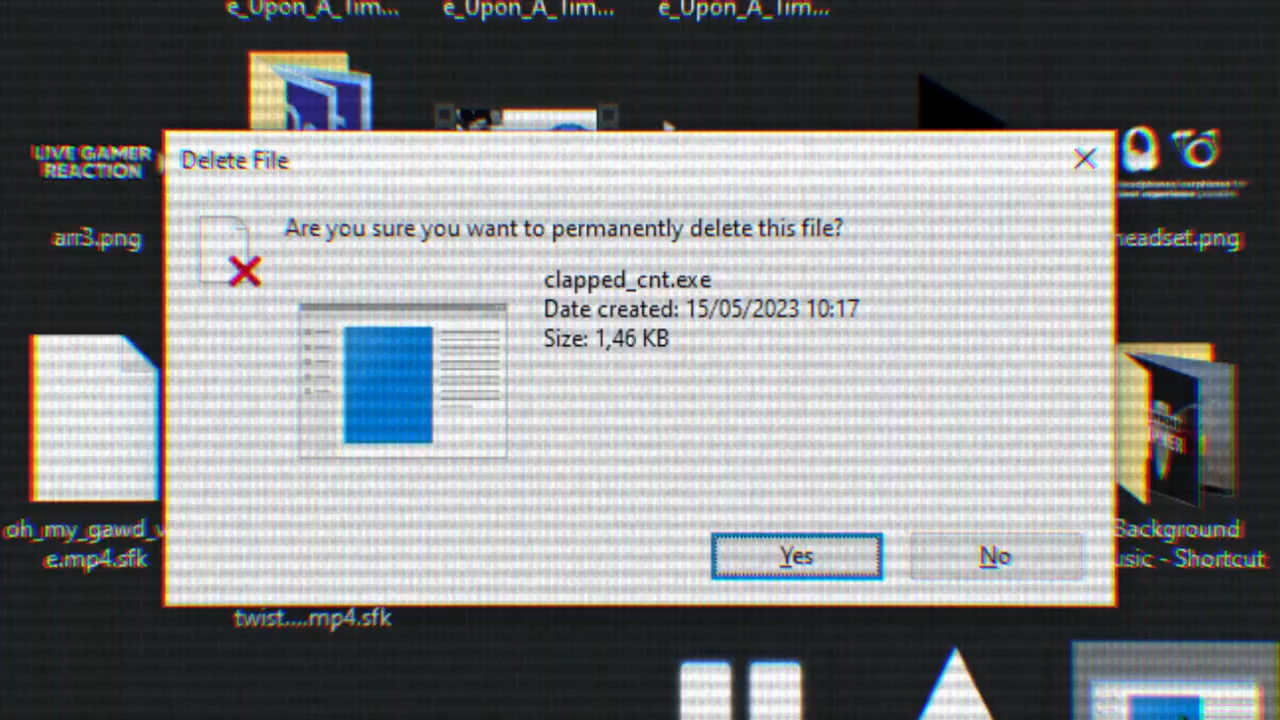 e_Upon_A_Tim... e_Upon_A_Tim... e_Upon_A_Tim...
LIVE GAMER
REACTION
Delete File
Are you sure you want to permanently delete this file?
arr3.png
headset.png
clapped_cnt.exe
Date created: 15/05/2023 10:17
Size: 1,46 KB
oh_my_gawd_
e.mp4.sfk
Background
usic - Shortcut
Yes No
twist....mp4.sfk